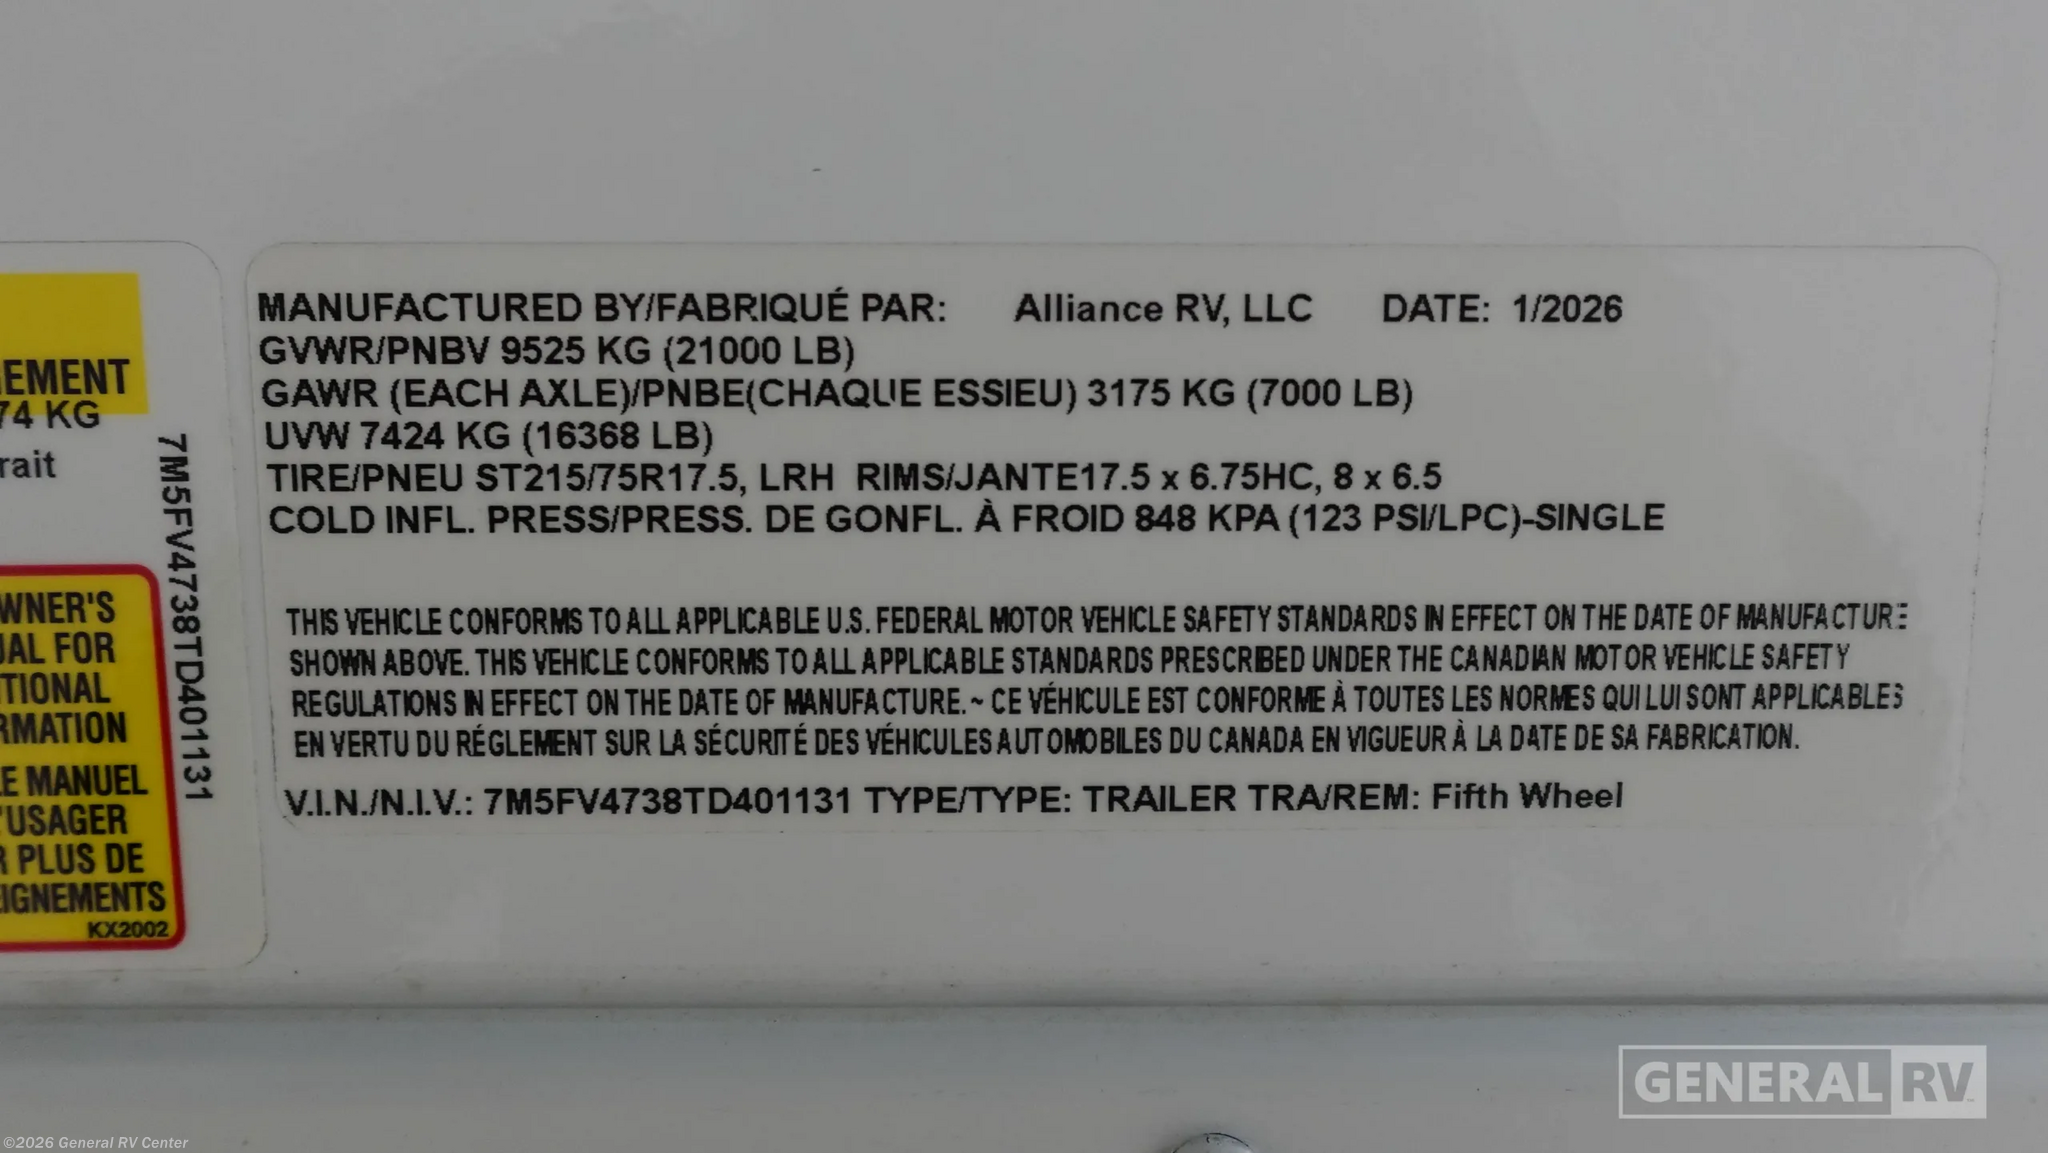 MANUFACTURED BY/FABRIQUÉ PAR: Alliance RV, LLC DATE: 1/2026
GVWR/PNBV 9525 KG (21000 LB)
GAWR (EACH AXLE)/PNBE(CHAQUE ESSIEU) 3175 KG (7000 LB)
UVW 7424 KG (16368 LB)
TIRE/PNEU ST215/75R17.5, LRH RIMS/JANTE17.5 x 6.75HC, 8 x 6.5
COLD INFL. PRESS/PRESS. DE GONFL. À FROID 848 KPA (123 PSI/LPC)-SINGLE
THIS VEHICLE CONFORMS TO ALL APPLICABLE U.S. FEDERAL MOTOR VEHICLE SAFETY STANDARDS IN EFFECT ON THE DATE OF MANUFACTURE
SHOWN ABOVE. THIS VEHICLE CONFORMS TO ALL APPLICABLE STANDARDS PRESCRIBED UNDER THE CANADIAN MOTOR VEHICLE SAFETY
REGULATIONS IN EFFECT ON THE DATE OF MANUFACTURE. ~ CE VÉHICULE EST CONFORME À TOUTES LES NORMES QUI LUI SONT APPLICABLES
EN VERTU DU RÉGLEMENT SUR LA SÉCURITÉ DES VÉHICULES AUTOMOBILES DU CANADA EN VIGUEUR À LA DATE DE SA FABRICATION.
V.I.N./N.I.V.: 7M5FV4738TD401131 TYPE/TYPE: TRAILER TRA/REM: Fifth Wheel
EMENT
74 KG
rait
7M5FV4738TD401131
WNER'S
UAL FOR
ITIONAL
RMATION
LE MANUEL
'USAGER
R PLUS DE
EIGNEMENTS
KX2002
GENERAL RV
©2026 General RV Center